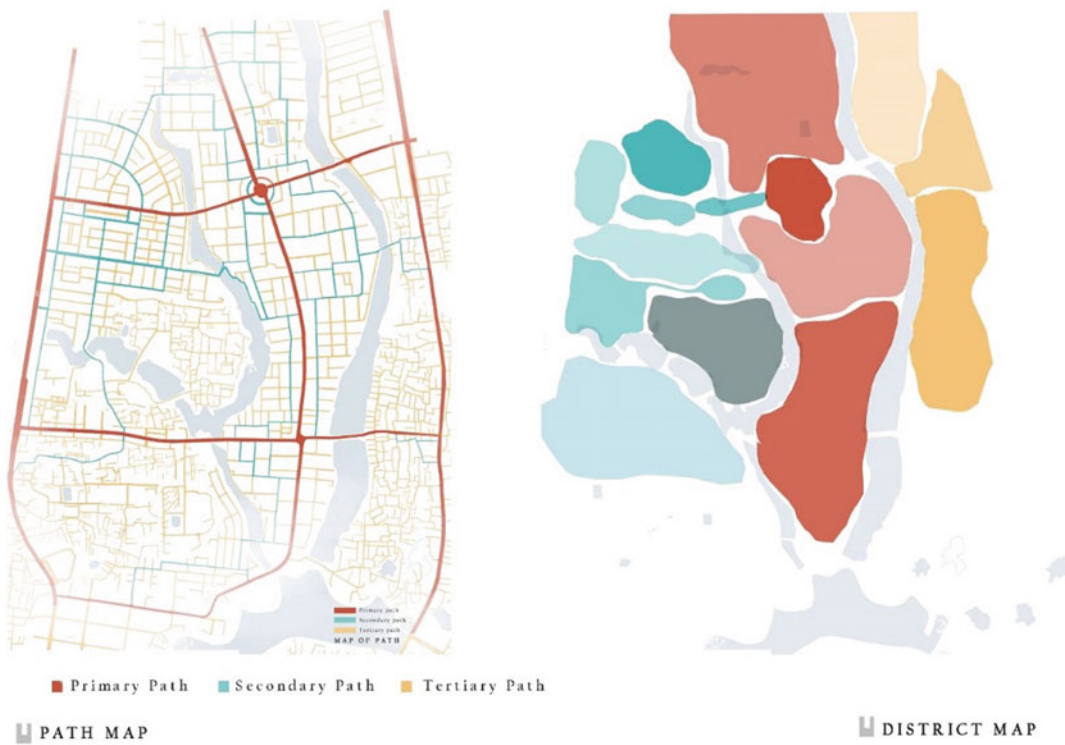 Primary path
Secondary path
Tertiary path
MAP OF PATH
Primary Path
Secondary Path
Tertiary Path
PATH MAP
DISTRICT MAP